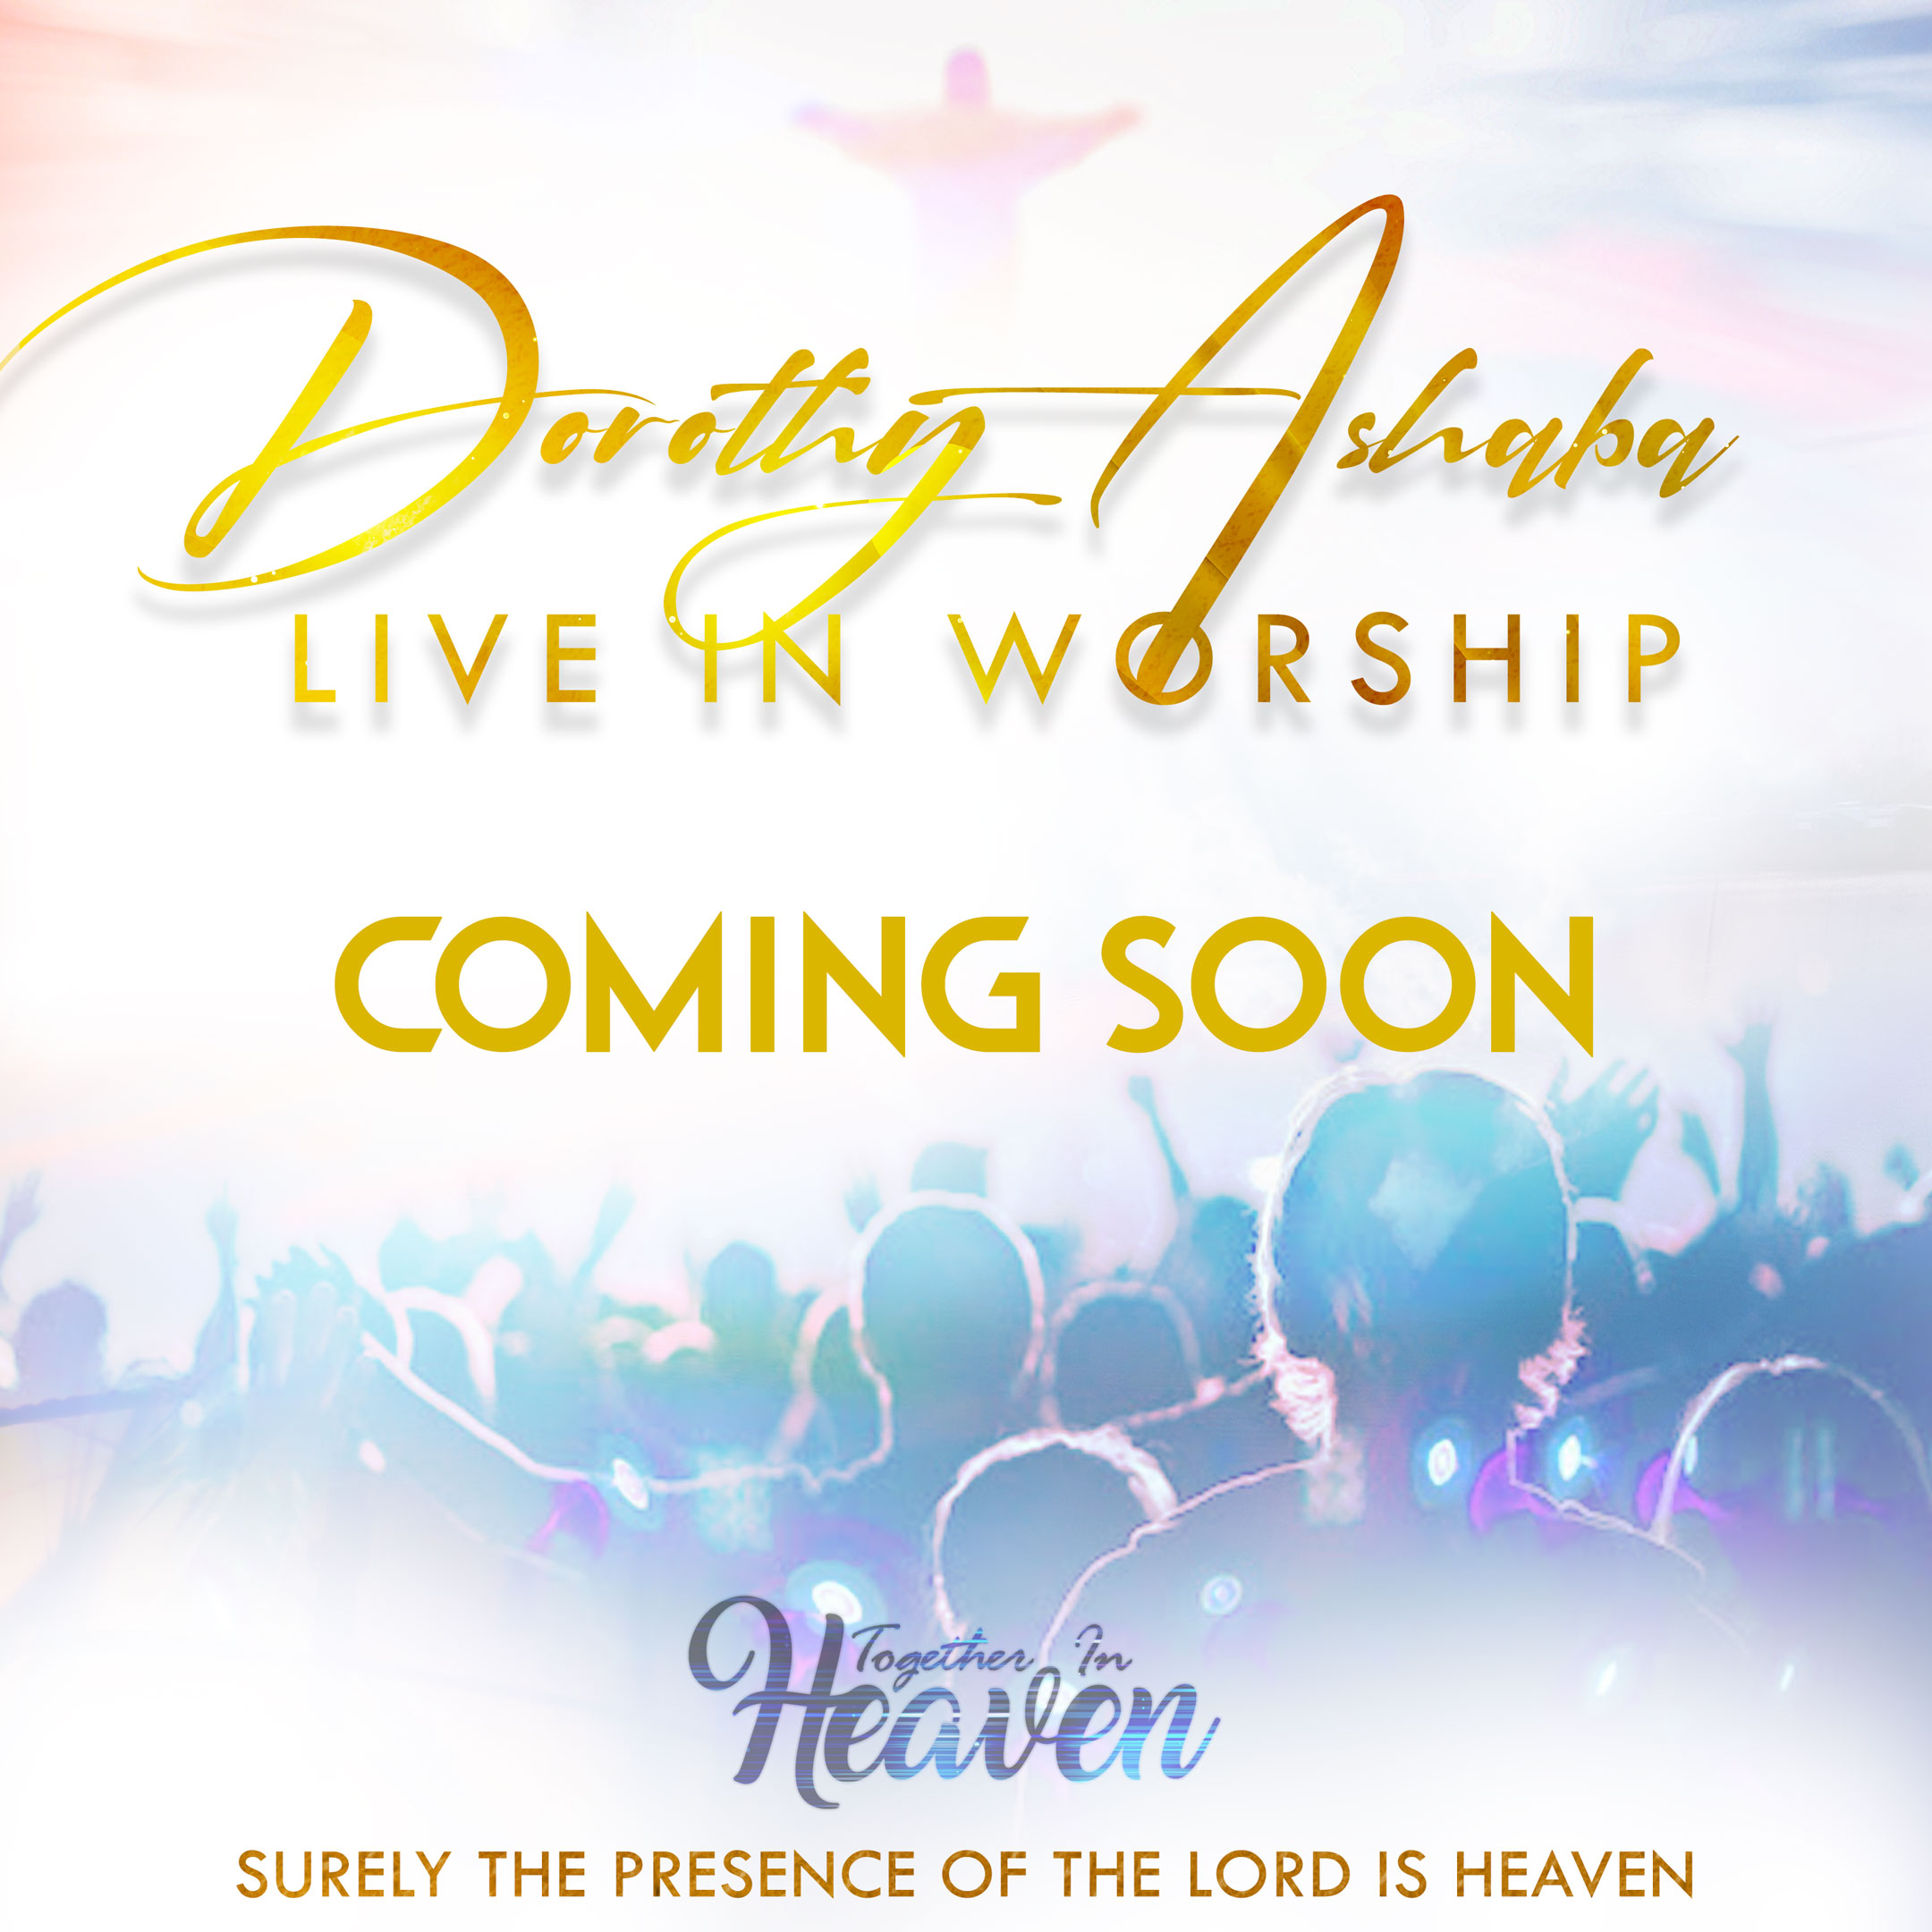 Dorothy Ashaba
LIVE IN WORSHIP
COMING SOON
Together In
Heaven
SURELY THE PRESENCE OF THE LORD IS HEAVEN